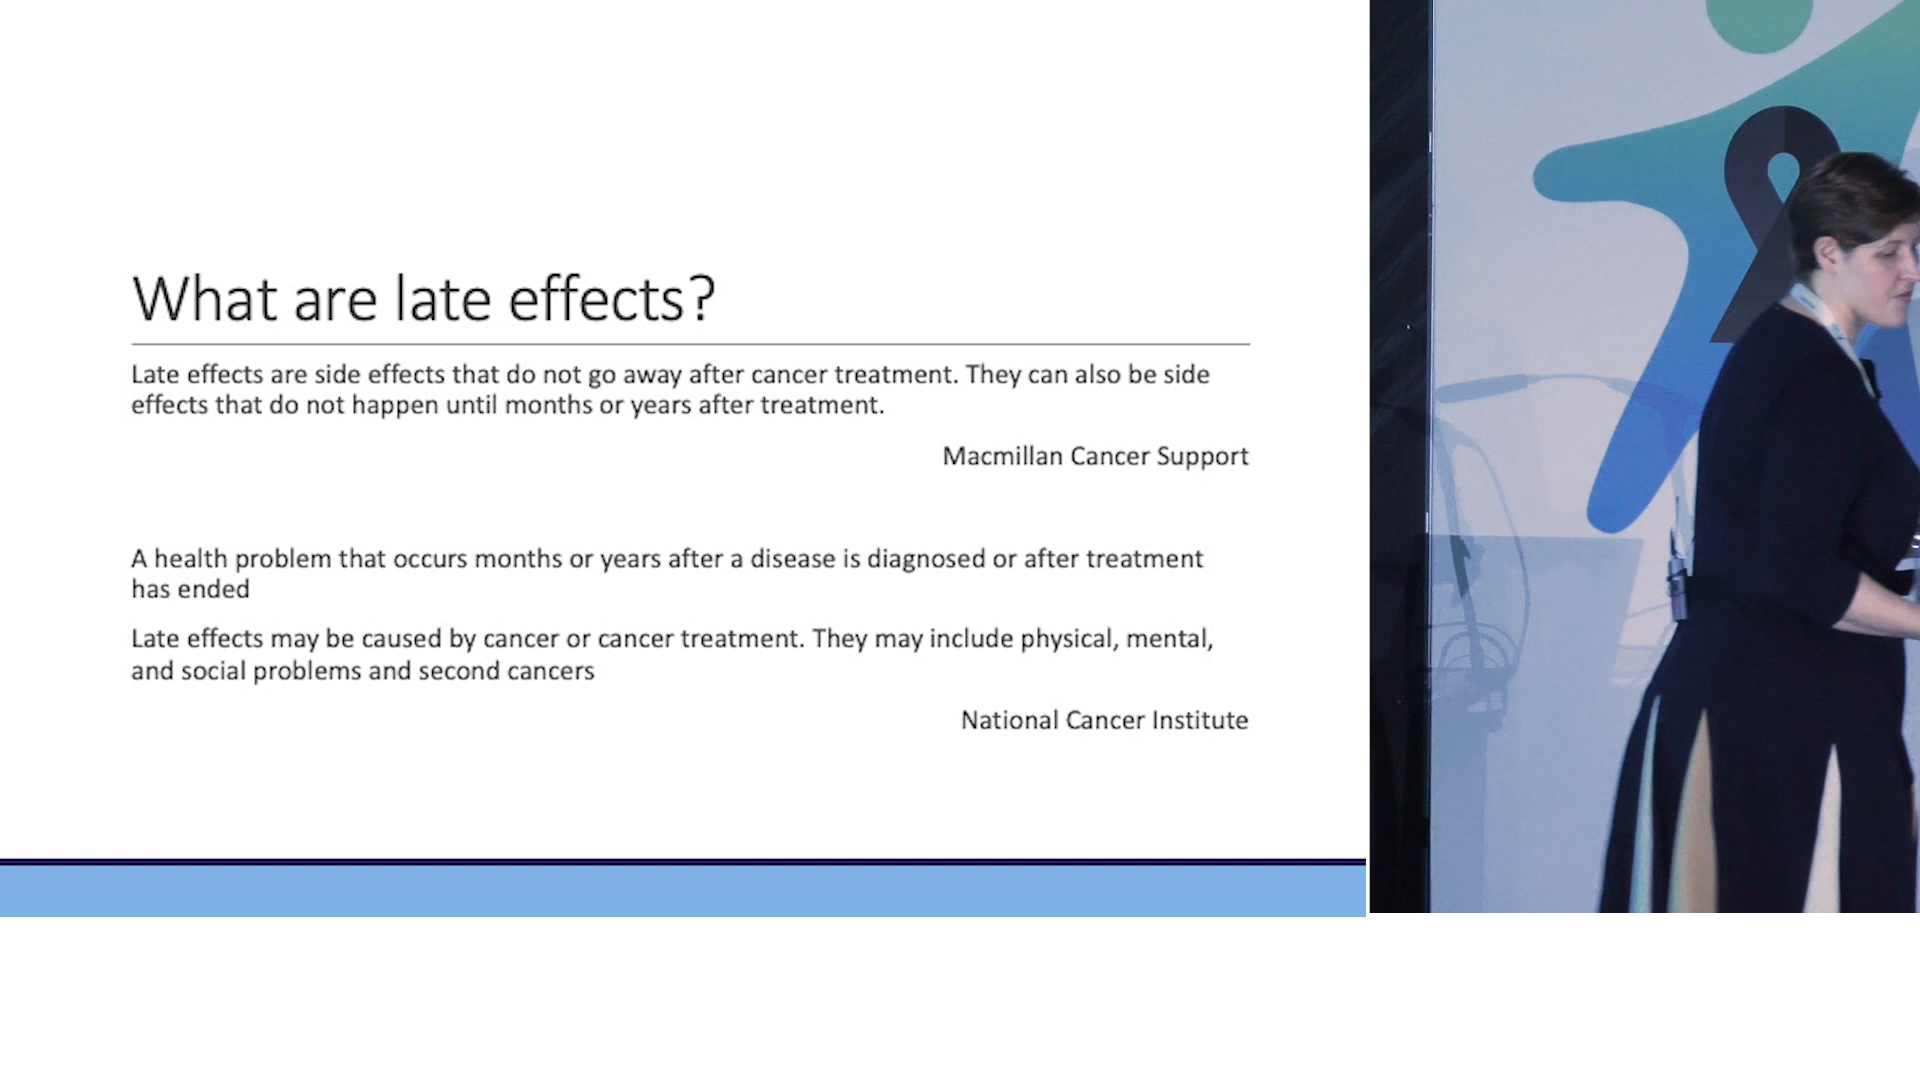 What are late effects?
Late effects are side effects that do not go away after cancer treatment. They can also be side
effects that do not happen until months or years after treatment.
Macmillan Cancer Support
A health problem that occurs months or years after a disease is diagnosed or after treatment
has ended
Late effects may be caused by cancer or cancer treatment. They may include physical, mental,
and social problems and second cancers
National Cancer Institute